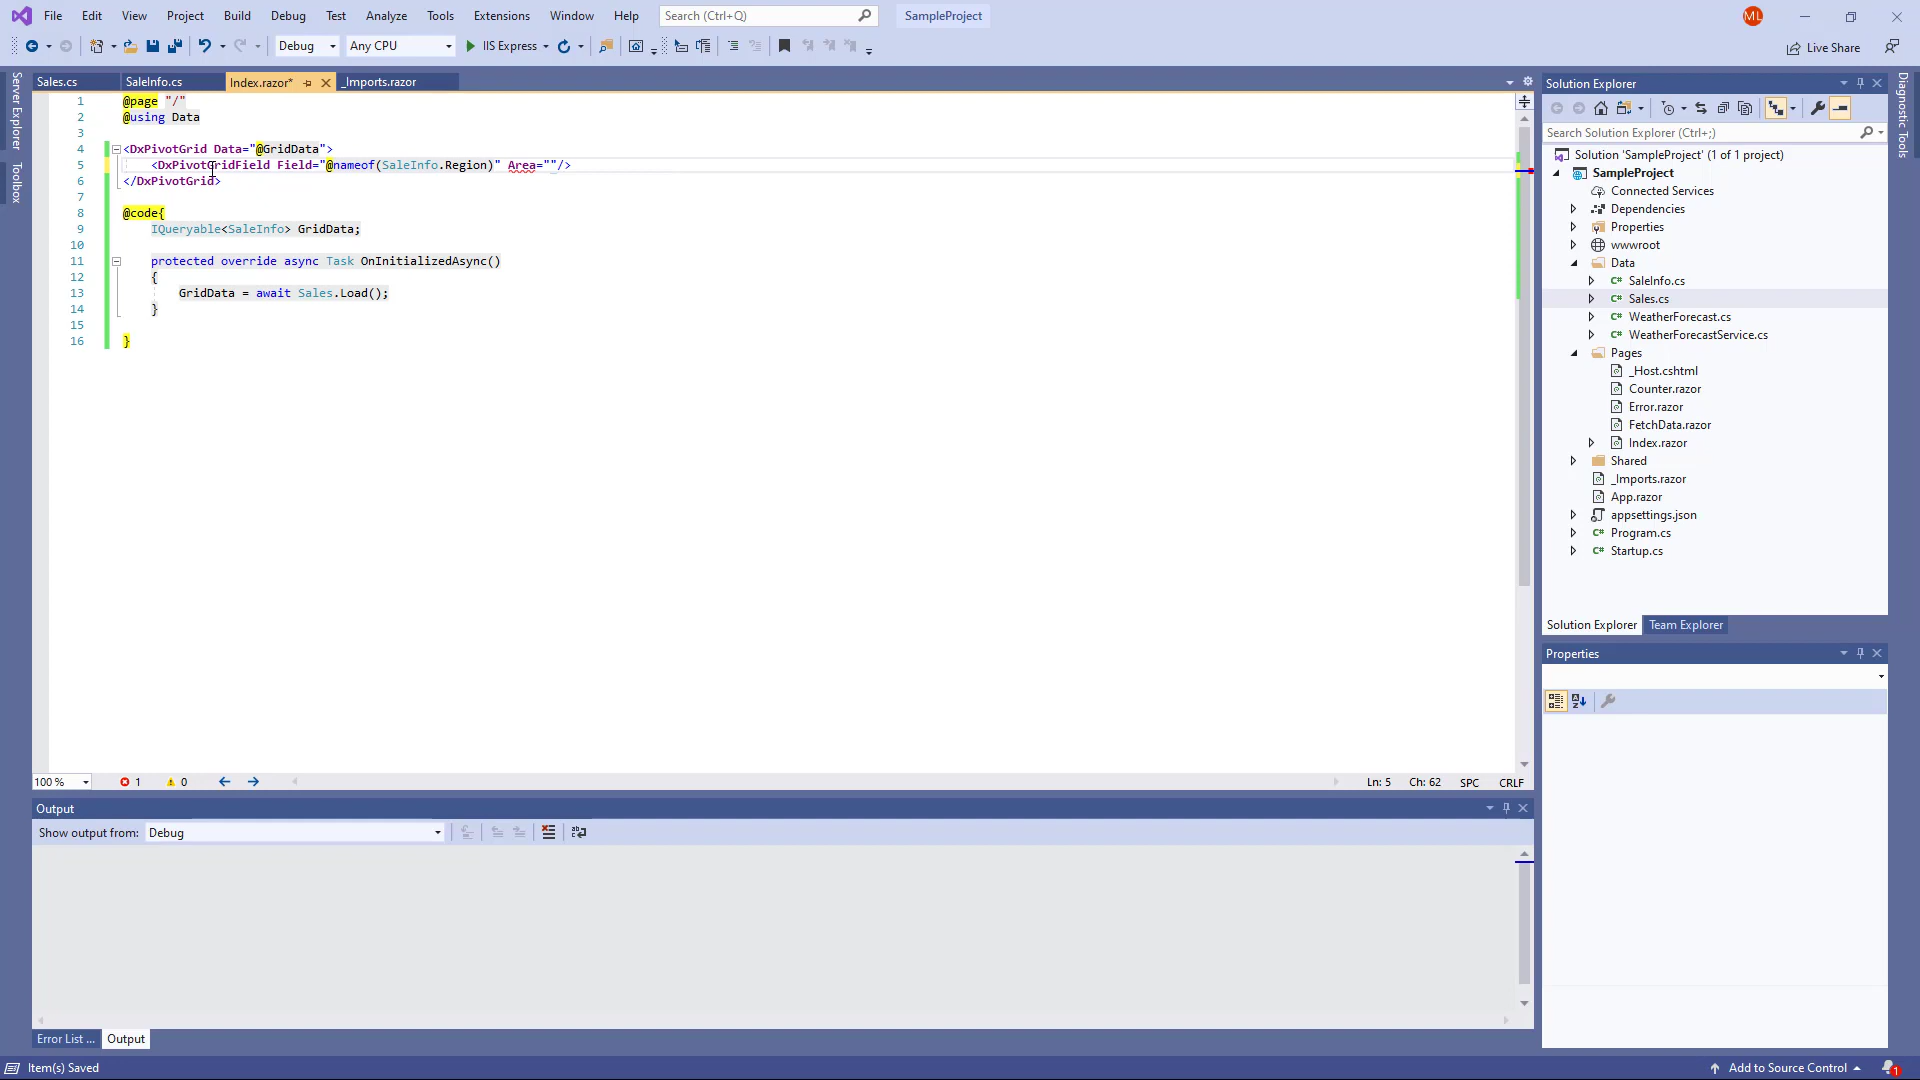 File Edit View Project Build Debug Test Analyze Tools Extensions Window Help Search (Ctrl+Q) SampleProject ML
Debug Any CPU IIS Express Live Share
Server Explorer
Toolbox
Sales.cs SaleInfo.cs Index.razor* _Imports.razor
1 @page "/"
2 @using Data
3
4 <DxPivotGrid Data="@GridData">
5 <DxPivotGridField Field="@nameof(SaleInfo.Region)" Area=""/>
6 </DxPivotGrid>
7
8 @code{
9 IQueryable<SaleInfo> GridData;
10
11 protected override async Task OnInitializedAsync()
12 {
13 GridData = await Sales.Load();
14 }
15
16 }
100 % 1 0 Ln: 5 Ch: 62 SPC CRLF
Output
Show output from: Debug
Error List ... Output
Item(s) Saved Add to Source Control 1
Solution Explorer
Search Solution Explorer (Ctrl+;)
Solution 'SampleProject' (1 of 1 project)
SampleProject
Connected Services
Dependencies
Properties
wwwroot
Data
C# SaleInfo.cs
C# Sales.cs
C# WeatherForecast.cs
C# WeatherForecastService.cs
Pages
_Host.cshtml
Counter.razor
Error.razor
FetchData.razor
Index.razor
Shared
_Imports.razor
App.razor
appsettings.json
C# Program.cs
C# Startup.cs
Solution Explorer Team Explorer
Properties
Diagnostic Tools